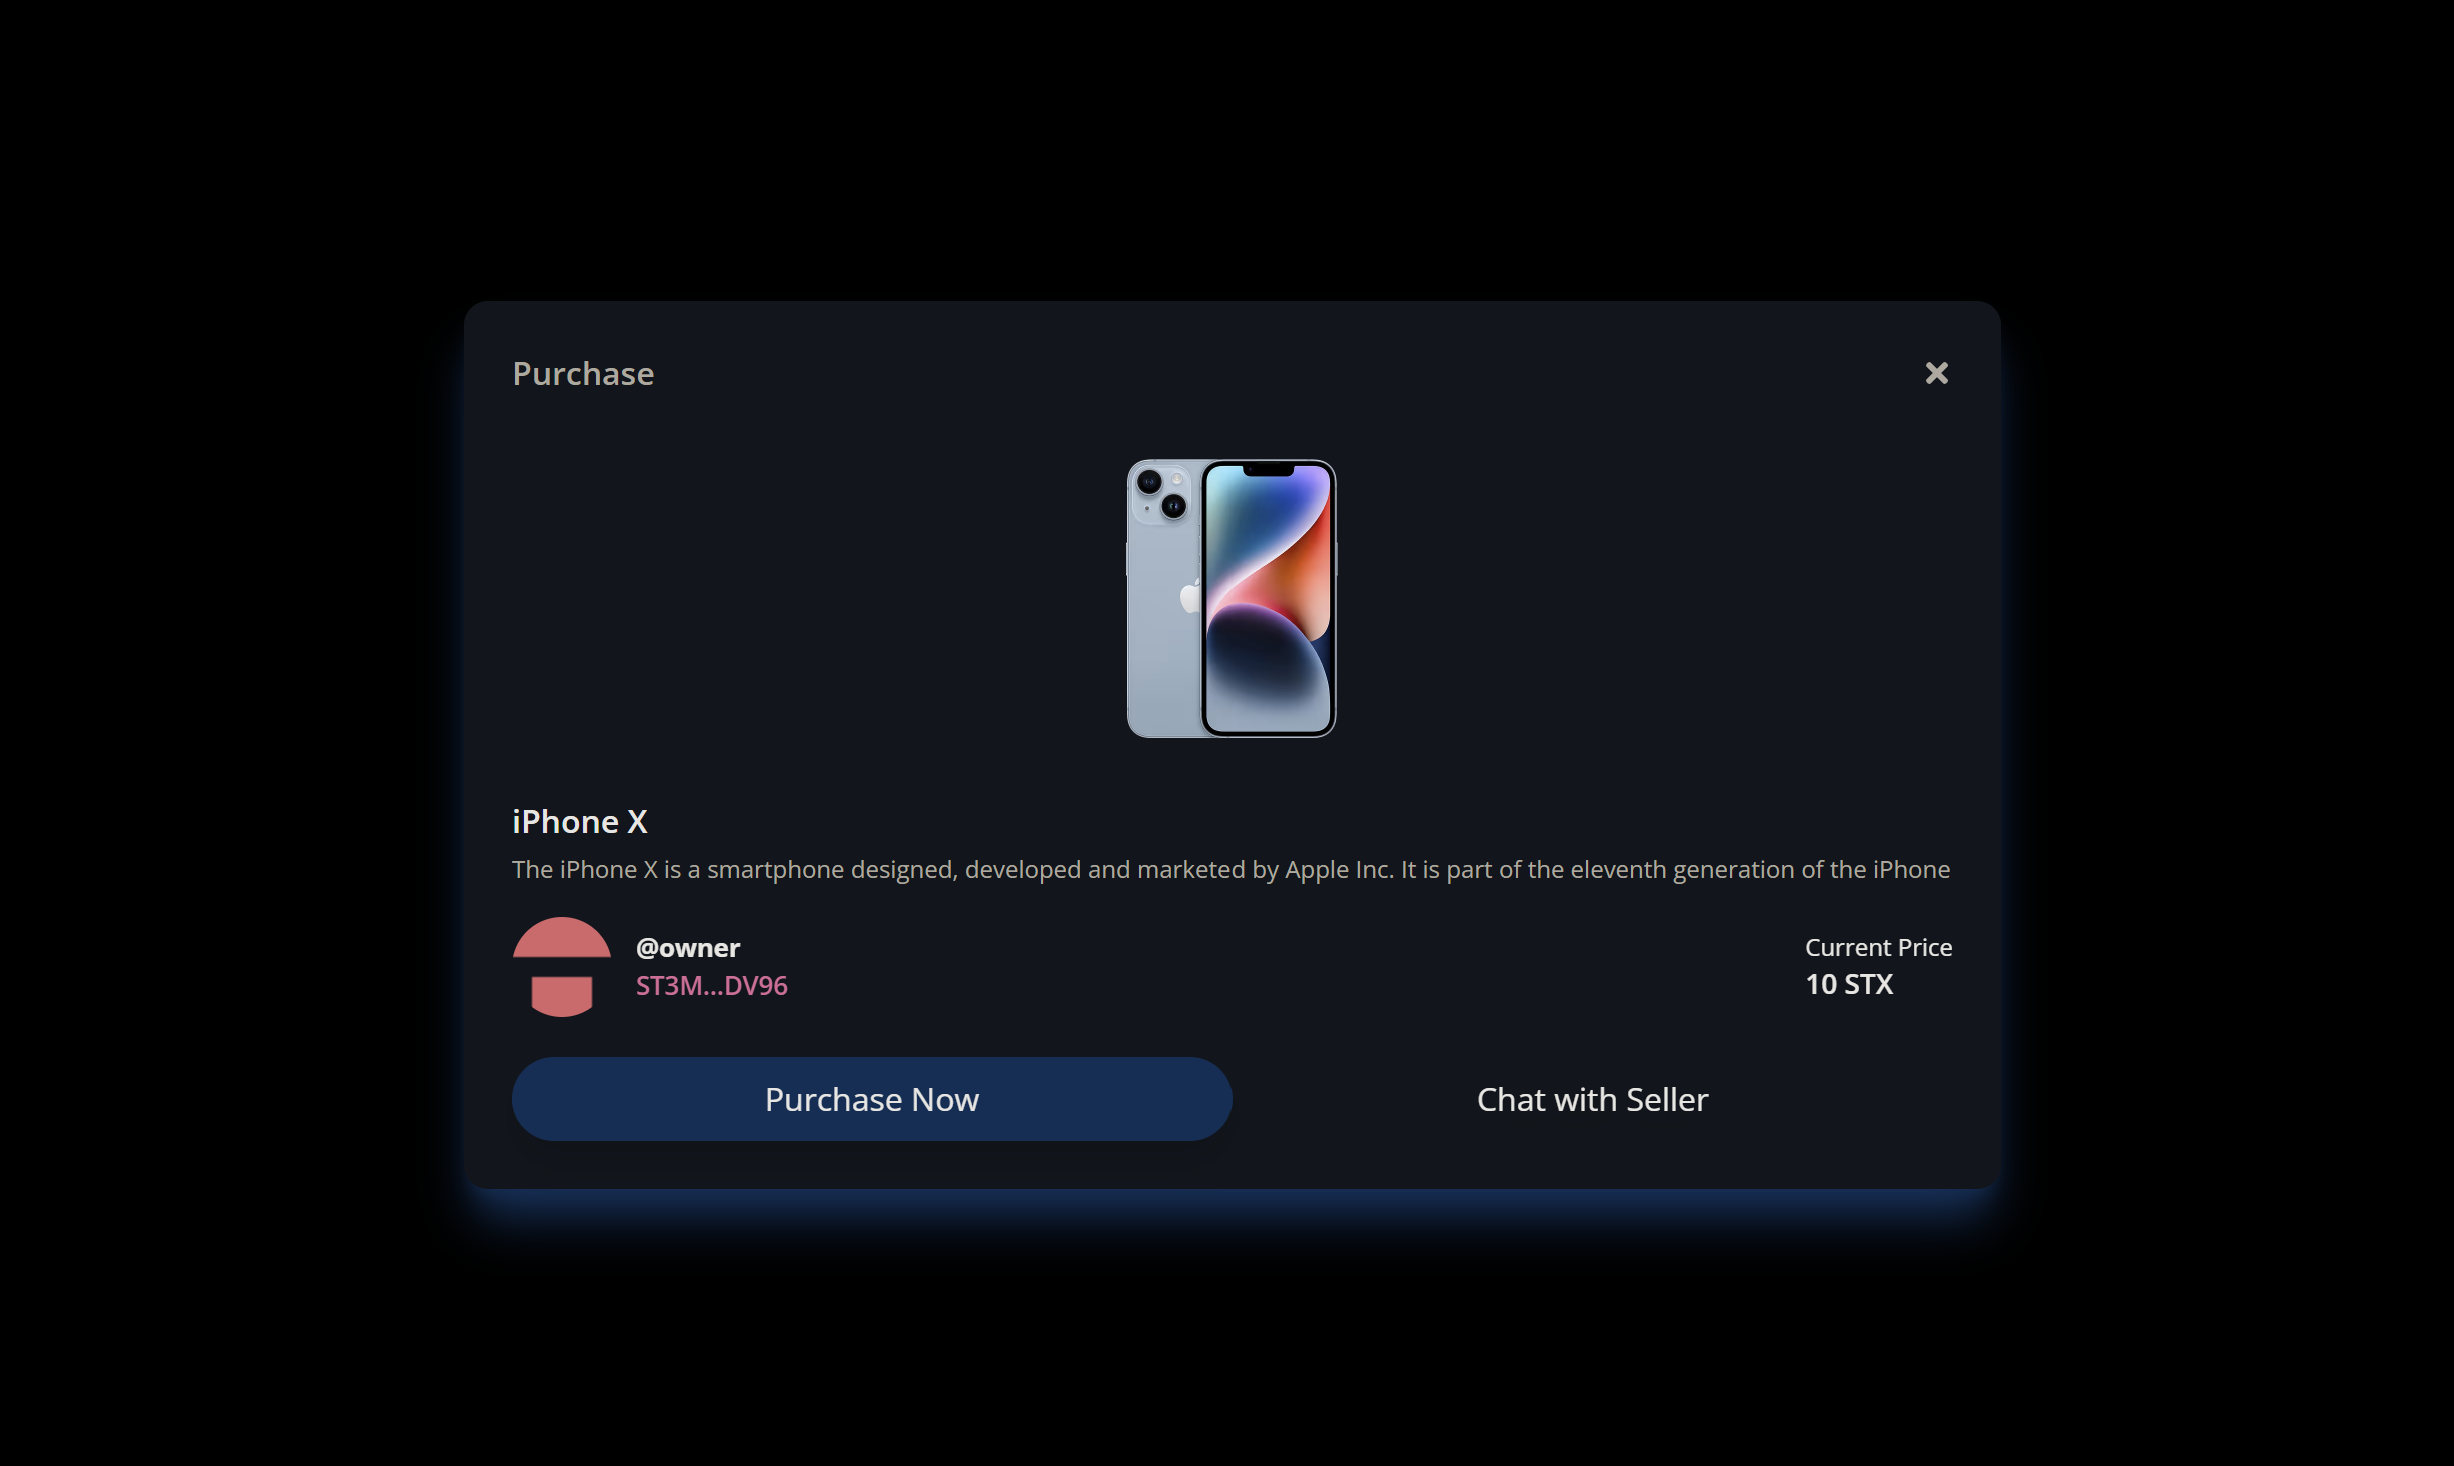 Purchase
iPhone X
The iPhone X is a smartphone designed, developed and marketed by Apple Inc. It is part of the eleventh generation of the iPhone
@owner
ST3M...DV96
Current Price
10 STX
Purchase Now
Chat with Seller